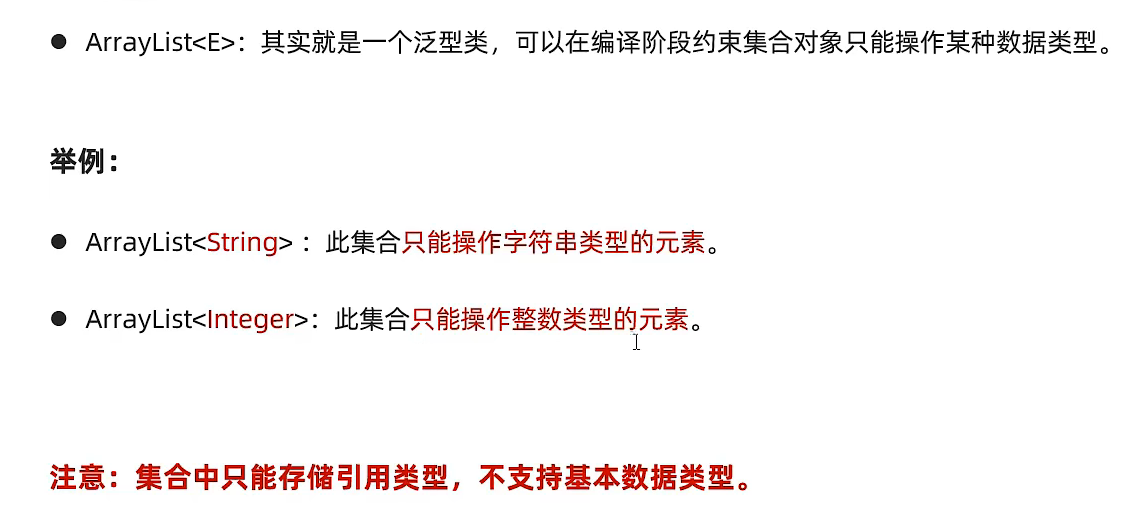 ● ArrayList<E>：其实就是一个泛型类，可以在编译阶段约束集合对象只能操作某种数据类型。
举例：
● ArrayList<String> ：此集合只能操作字符串类型的元素。
● ArrayList<Integer>：此集合只能操作整数类型的元素。
注意：集合中只能存储引用类型，不支持基本数据类型。